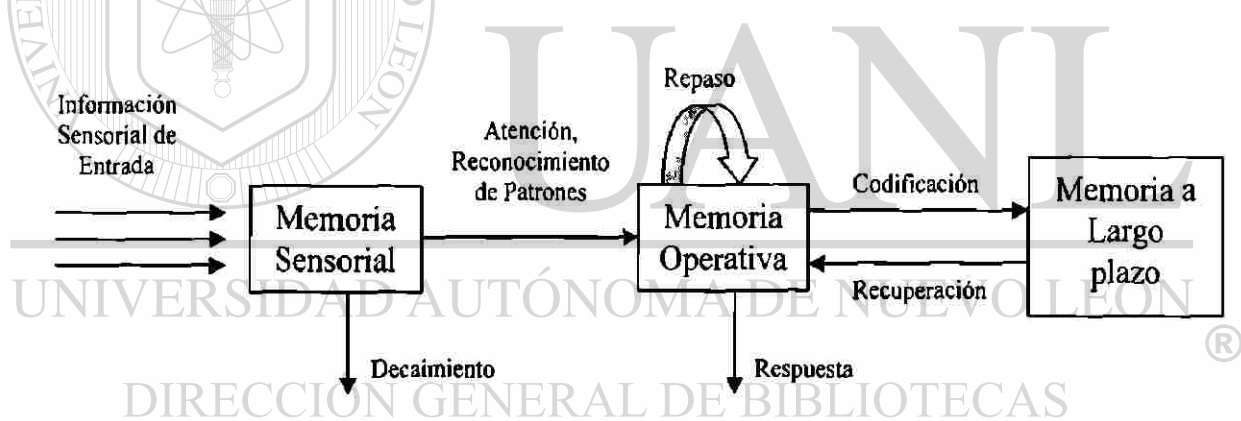 UANL
Información
Sensorial de
Entrada
Atención,
Reconocimiento
de Patrones
Repaso
Memoria
Sensorial
Memoria
Operativa
Codificación
Recuperación
Memoria a
Largo
plazo
Decaimiento
Respuesta
UNIVERSIDAD AUTÓNOMA DE NUEVO LEÓN
®
DIRECCIÓN GENERAL DE BIBLIOTECAS